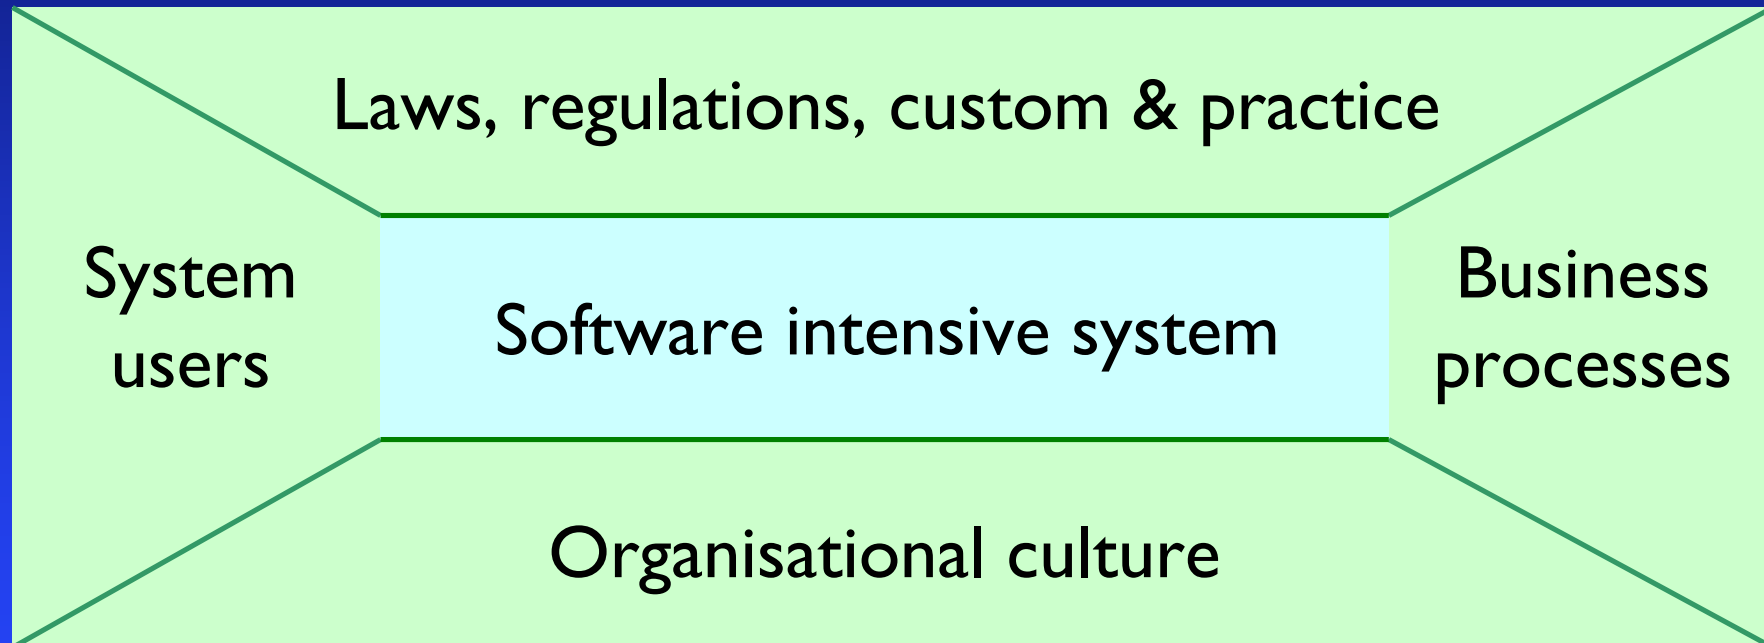 Laws, regulations, custom & practice
System
users
Software intensive system
Business
processes
Organisational culture